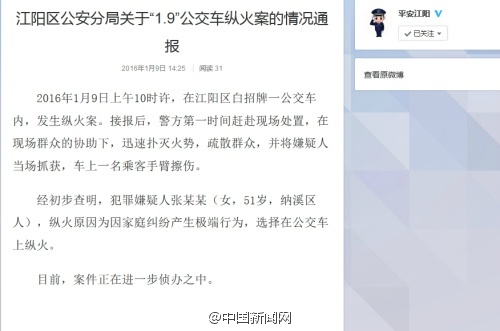 江阳区公安分局关于“1.9”公交车纵火案的情况通
报
2016年1月9日 14:25 阅读 31
2016年1月9日上午10时许，在江阳区白招牌一公交车
内，发生纵火案。接报后，警方第一时间赶赴现场处置，在
现场群众的协助下，迅速扑灭火势，疏散群众，并将嫌疑人
当场抓获，车上一名乘客手臂擦伤。
经初步查明，犯罪嫌疑人张某某（女，51岁，纳溪区
人），纵火原因为因家庭纠纷产生极端行为，选择在公交车
上纵火。
目前，案件正在进一步侦办之中。
平安江阳
已关注
查看原微博
@中国新闻网